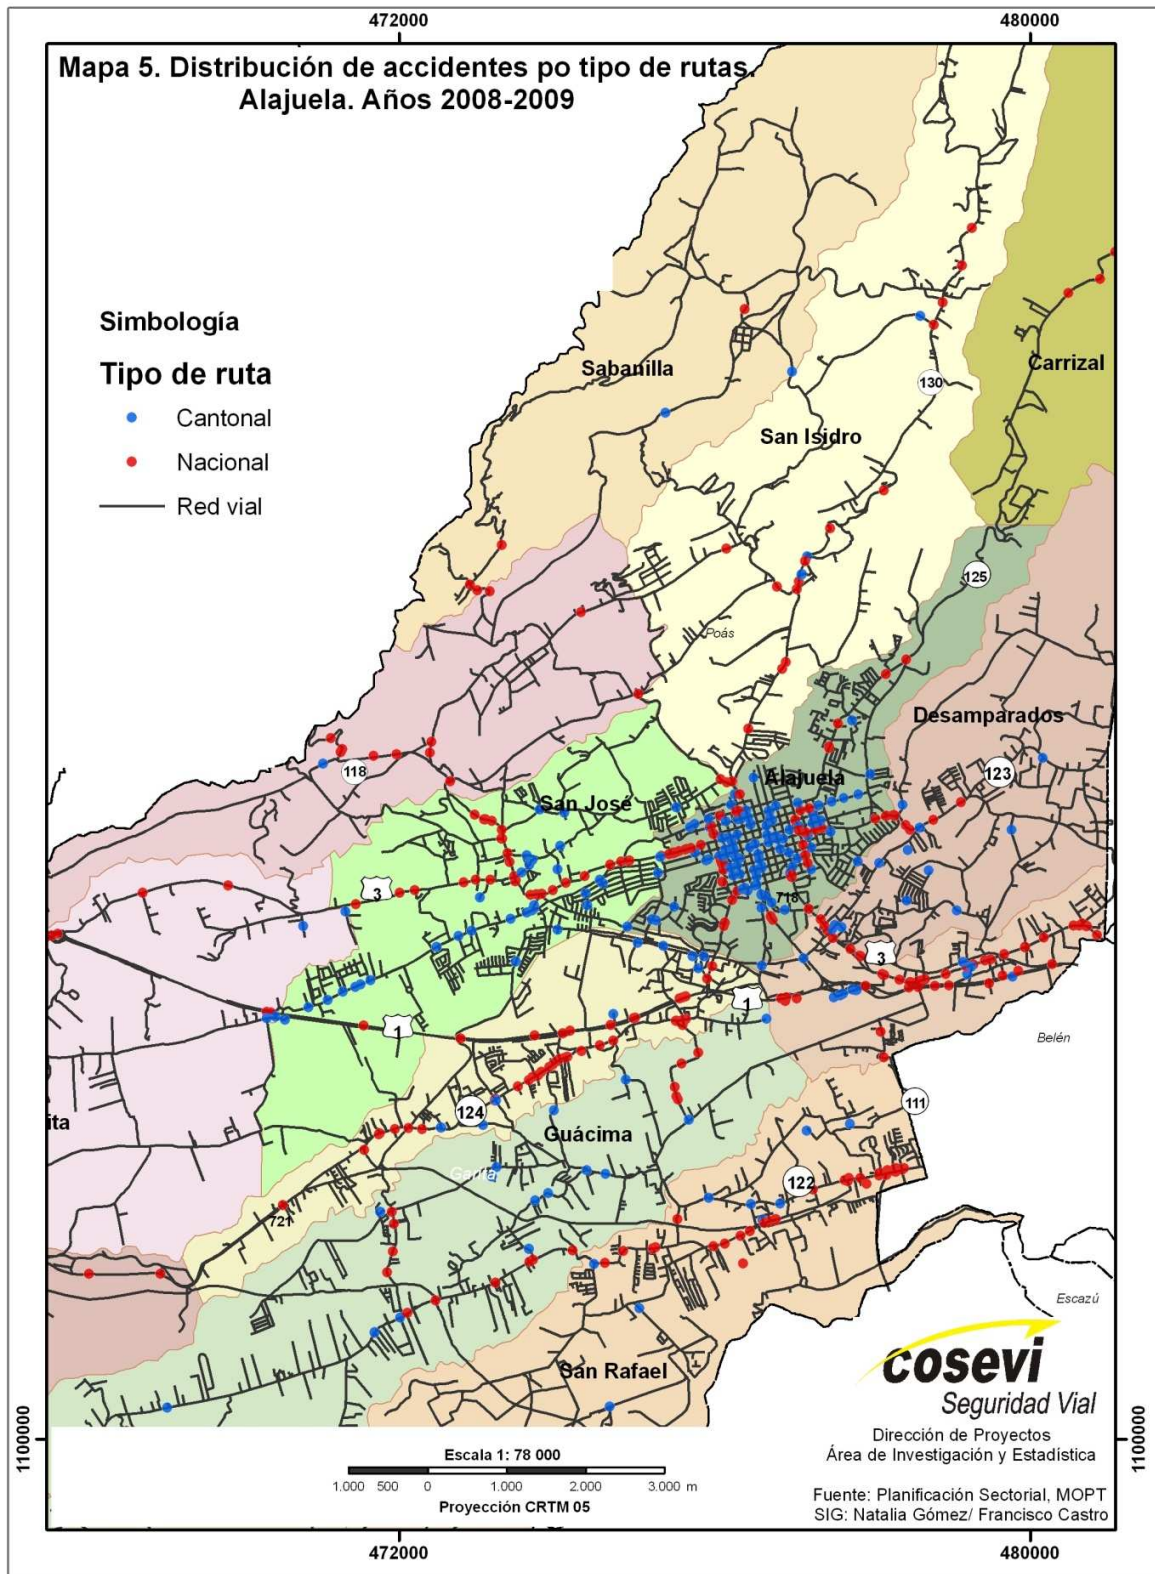 472000
480000
Mapa 5. Distribución de accidentes po tipo de rutas.
Alajuela. Años 2008-2009
Simbología
Tipo de ruta
Cantonal
Nacional
Red vial
Sabanilla
Carrizal
130
San Isidro
125
Poás
Desamparados
118
Alajuela
123
San José
3
718
3
1
1
Belén
111
124
ita
Guácima
Garita
122
721
Escazú
San Rafael
cosevi
Seguridad Vial
Dirección de Proyectos
Área de Investigación y Estadística
1100000
1100000
Escala 1: 78 000
1.000 500 0 1.000 2.000 3.000 m
Proyección CRTM 05
Fuente: Planificación Sectorial, MOPT
SIG: Natalia Gómez/ Francisco Castro
472000
480000